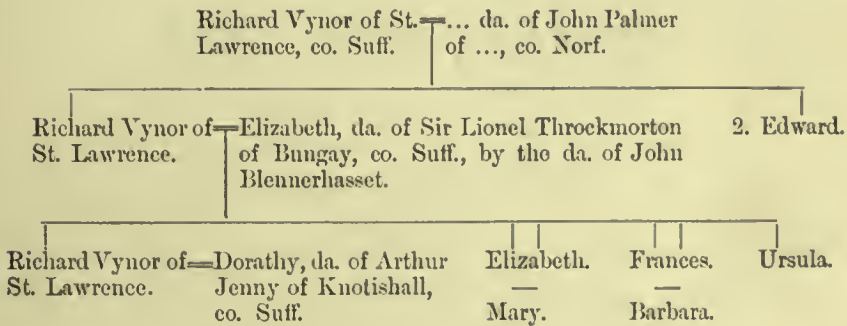 Richard Vynor of St. ... da. of John Palmer
Lawrence, co. Suff. of ..., co. Norf.
Richard Vynor of Elizabeth, da. of Sir Lionel Throckmorton 2. Edward.
St. Lawrence. of Bungay, co. Suff., by the da. of John
Blennerhasset.
Richard Vynor of Dorathy, da. of Arthur Elizabeth. Frances. Ursula.
St. Lawrence. Jenny of Knotishall,
co. Suff. Mary. Barbara.